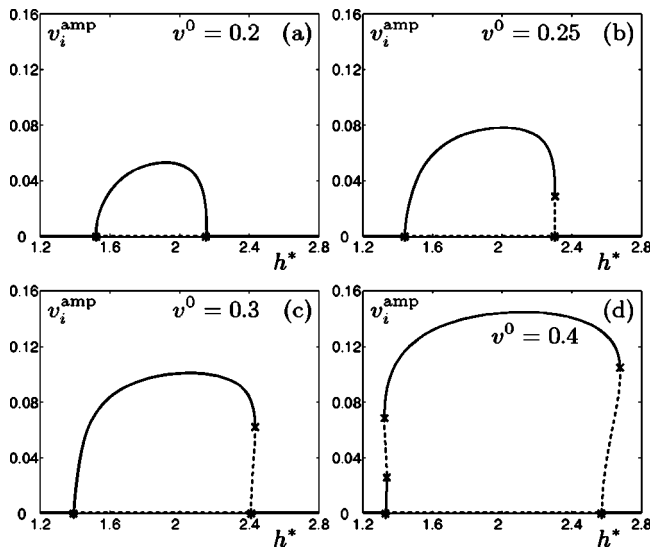 0.16 v_i^amp v^0 = 0.2 (a)
0.12
0.08
0.04
0
1.2 1.6 2 2.4 2.8
h*
0.16 v_i^amp v^0 = 0.25 (b)
0.12
0.08
0.04
0
1.2 1.6 2 2.4 2.8
h*
0.16 v_i^amp v^0 = 0.3 (c)
0.12
0.08
0.04
0
1.2 1.6 2 2.4 2.8
h*
0.16 v_i^amp (d)
v^0 = 0.4
0.12
0.08
0.04
0
1.2 1.6 2 2.4 2.8
h*